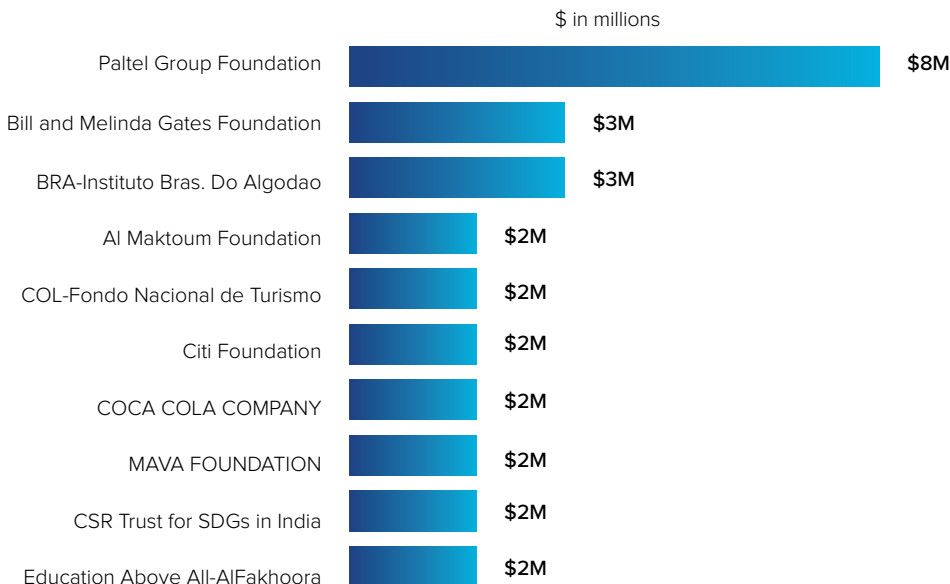 $ in millions
Paltel Group Foundation $8M
Bill and Melinda Gates Foundation $3M
BRA-Instituto Bras. Do Algodao $3M
Al Maktoum Foundation $2M
COL-Fondo Nacional de Turismo $2M
Citi Foundation $2M
COCA COLA COMPANY $2M
MAVA FOUNDATION $2M
CSR Trust for SDGs in India $2M
Education Above All-AlFakhoora $2M